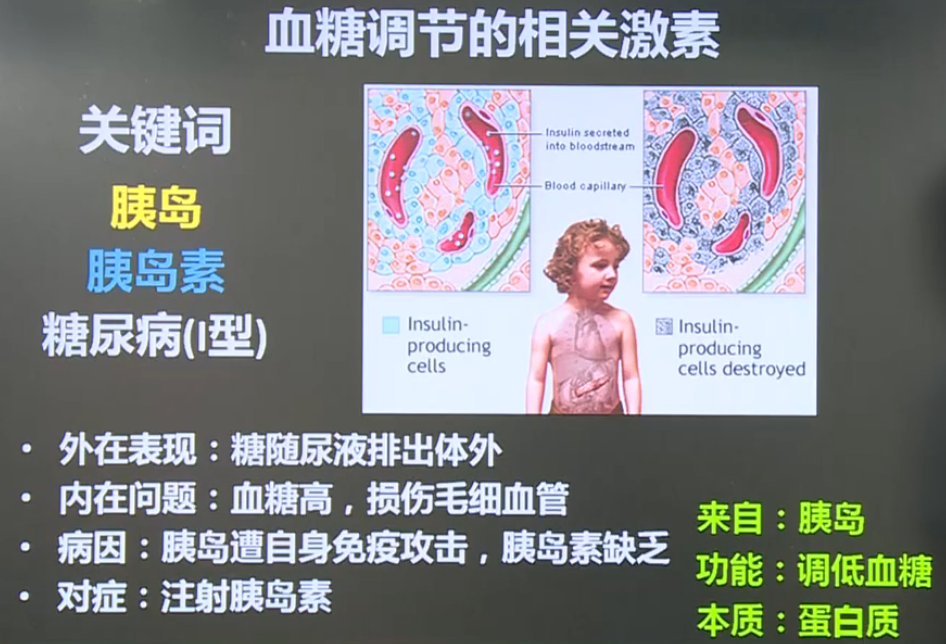 血糖调节的相关激素
关键词
胰岛
胰岛素
糖尿病(I型)
Insulin secreted
into bloodstream
Blood capillary
Insulin-
producing
cells
Insulin-
producing
cells destroyed
• 外在表现：糖随尿液排出体外
• 内在问题：血糖高，损伤毛细血管
• 病因：胰岛遭自身免疫攻击，胰岛素缺乏
• 对症：注射胰岛素
来自：胰岛
功能：调低血糖
本质：蛋白质